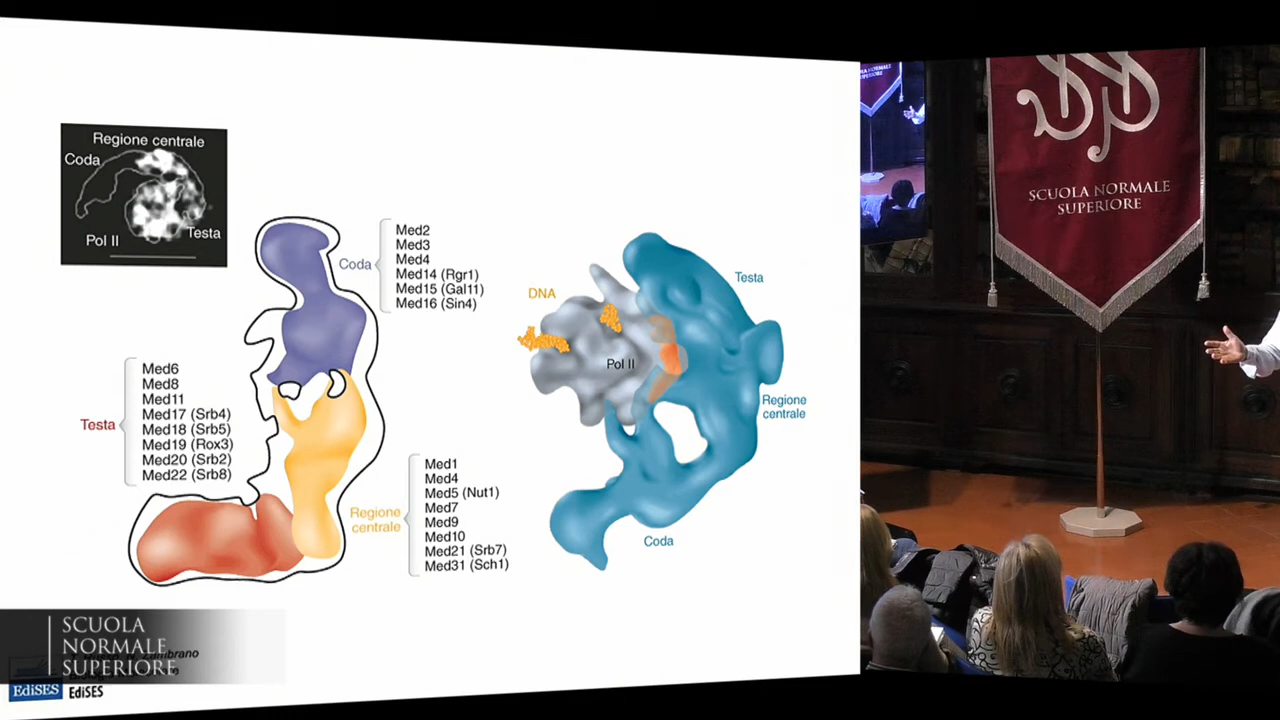 Regione centrale
Coda
Pol II
Testa
Coda
Med2
Med3
Med4
Med14 (Rgr1)
Med15 (Gal11)
Med16 (Sin4)
Testa
Med6
Med8
Med11
Med17 (Srb4)
Med18 (Srb5)
Med19 (Rox3)
Med20 (Srb2)
Med22 (Srb8)
Regione
centrale
Med1
Med4
Med5 (Nut1)
Med7
Med9
Med10
Med21 (Srb7)
Med31 (Sch1)
DNA
Pol II
Testa
Regione
centrale
Coda
SCUOLA
NORMALE
SUPERIORE
Zambrano
EdiSES
EdiSES
SCUOLA NORMALE
SUPERIORE